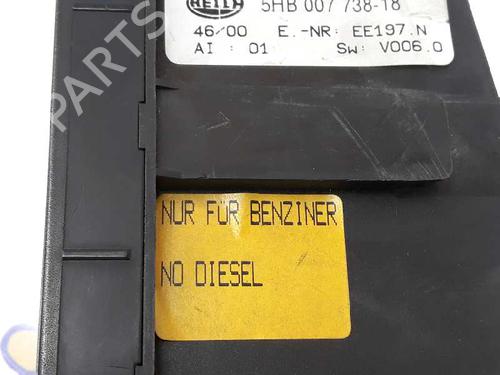 HELLA 5HB 007 738-18
46/00 E.-NR: EE197.N
AI : 01 SW: V006.0
NUR FÜR BENZINER
NO DIESEL
B-PARTS